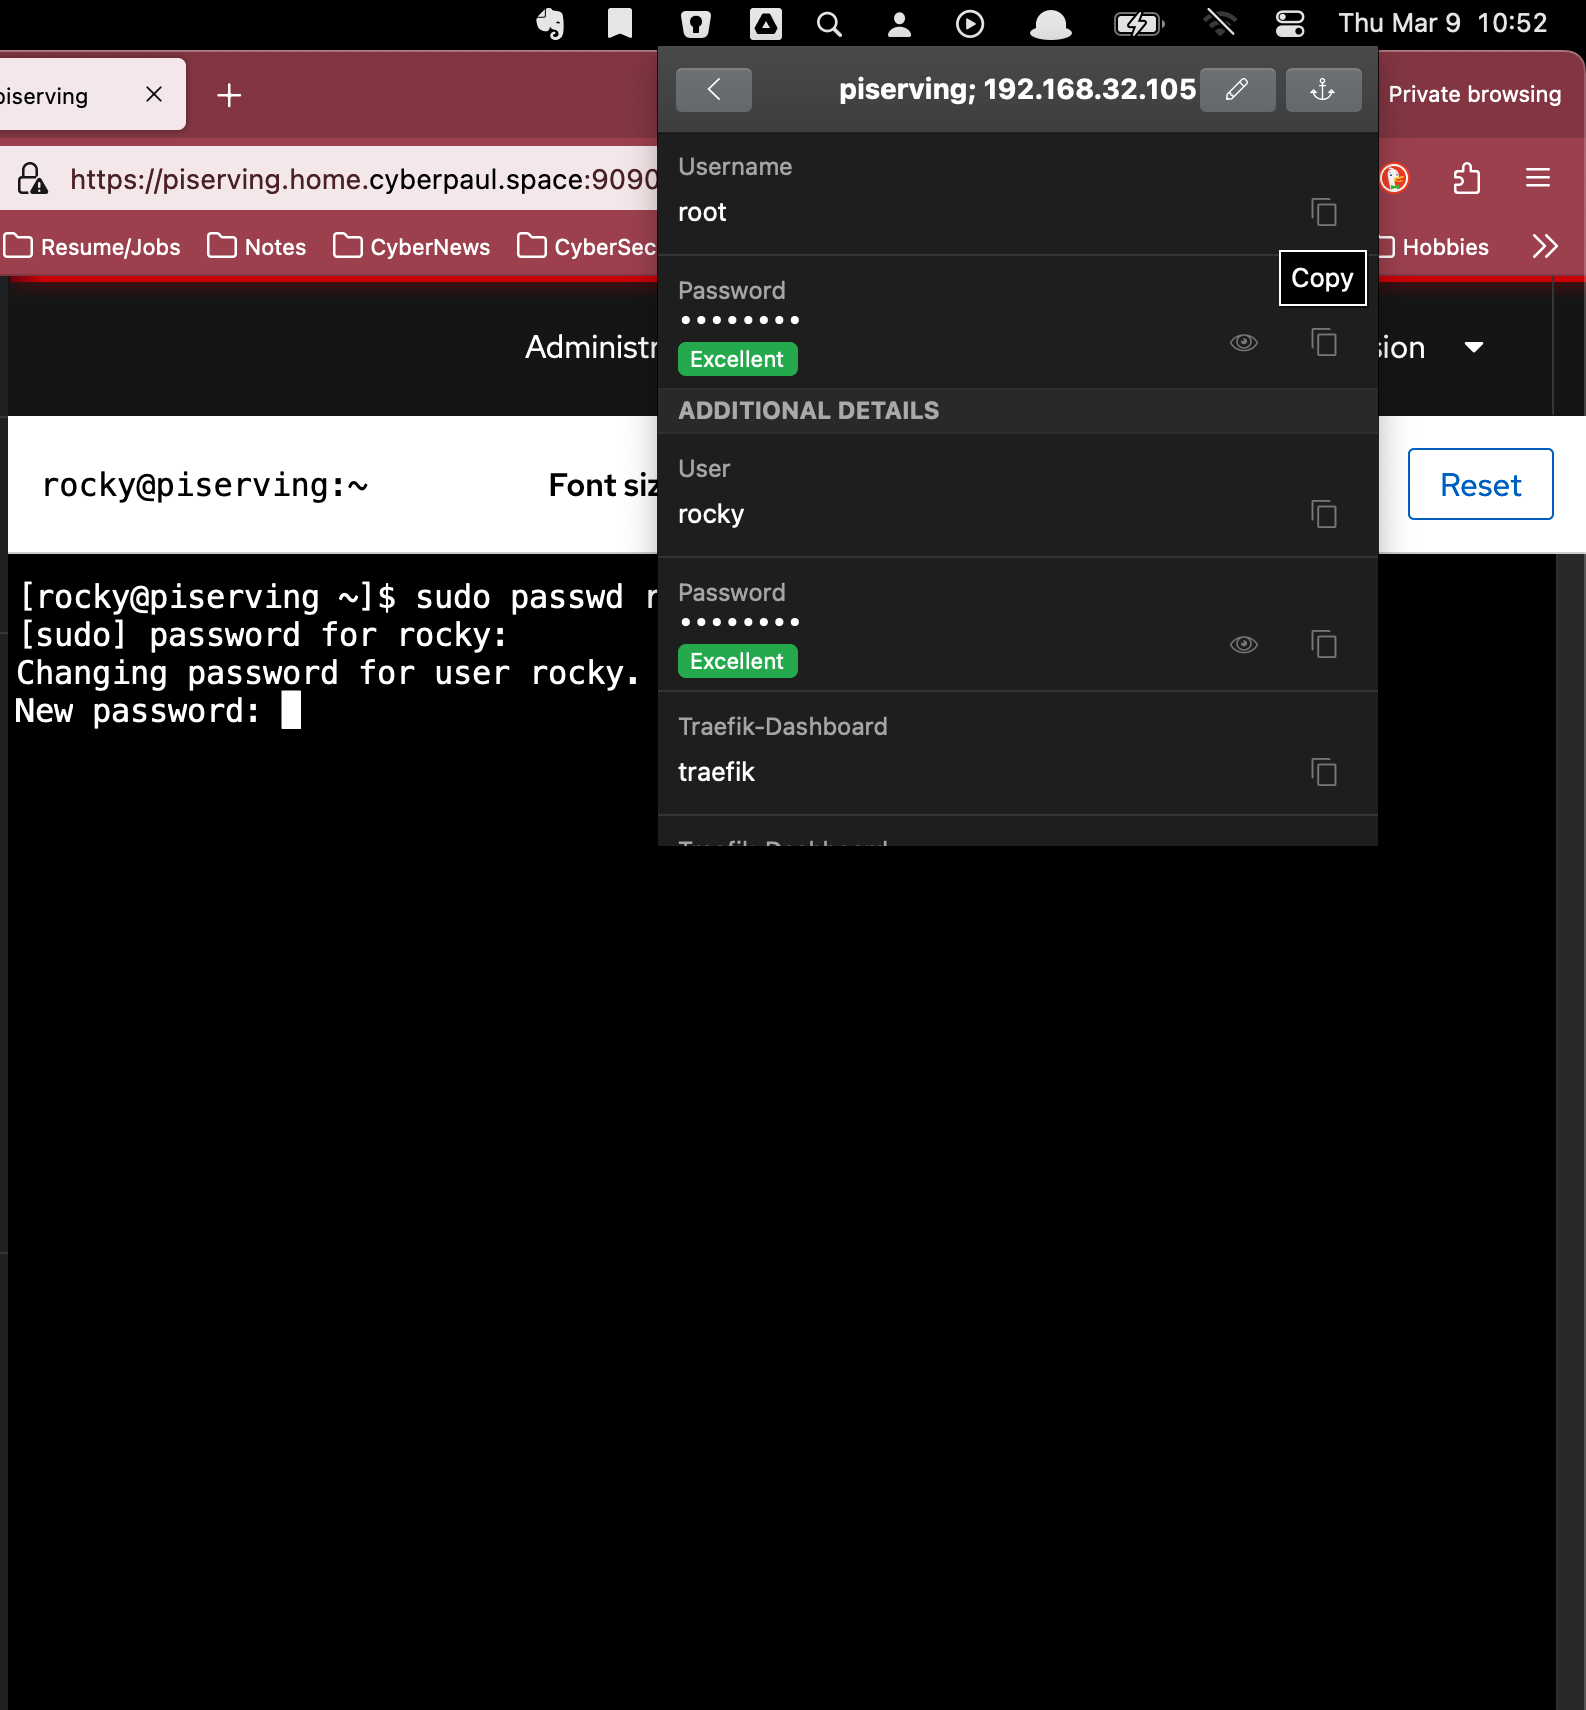 Thu Mar 9 10:52
piserving
piserving; 192.168.32.105
Private browsing
https://piserving.home.cyberpaul.space:9090
Resume/Jobs
Notes
CyberNews
CyberSec
Hobbies
Username
root
Copy
Password
Excellent
Administr
sion
ADDITIONAL DETAILS
rocky@piserving:~
Font siz
User
rocky
Reset
[rocky@piserving ~]$ sudo passwd r
[sudo] password for rocky:
Changing password for user rocky.
New password:
Password
Excellent
Traefik-Dashboard
traefik
Traefik-Dashboard